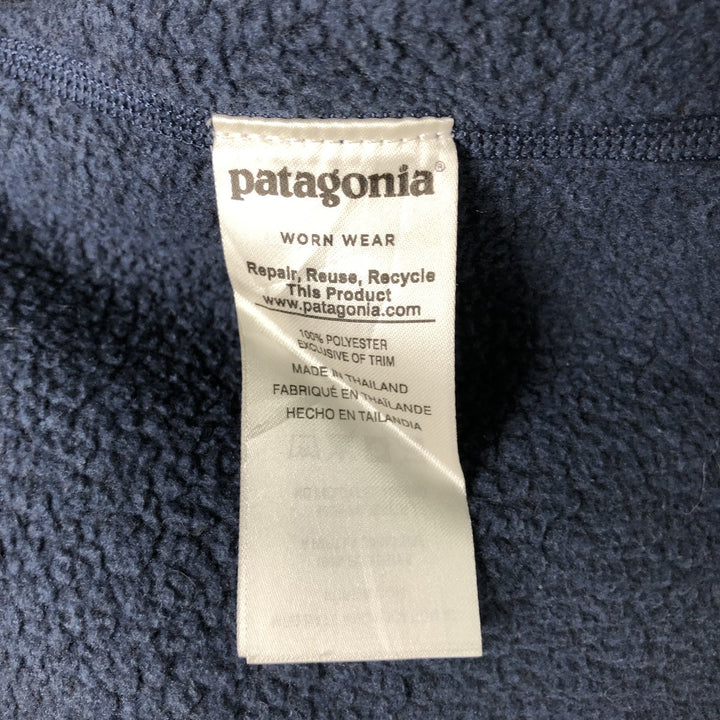 patagonia®
WORN WEAR
Repair, Reuse, Recycle
This Product
www.patagonia.com
100% POLYESTER
EXCLUSIVE OF TRIM
MADE IN THAILAND
FABRIQUÉ EN THAÏLANDE
HECHO EN TAILANDIA